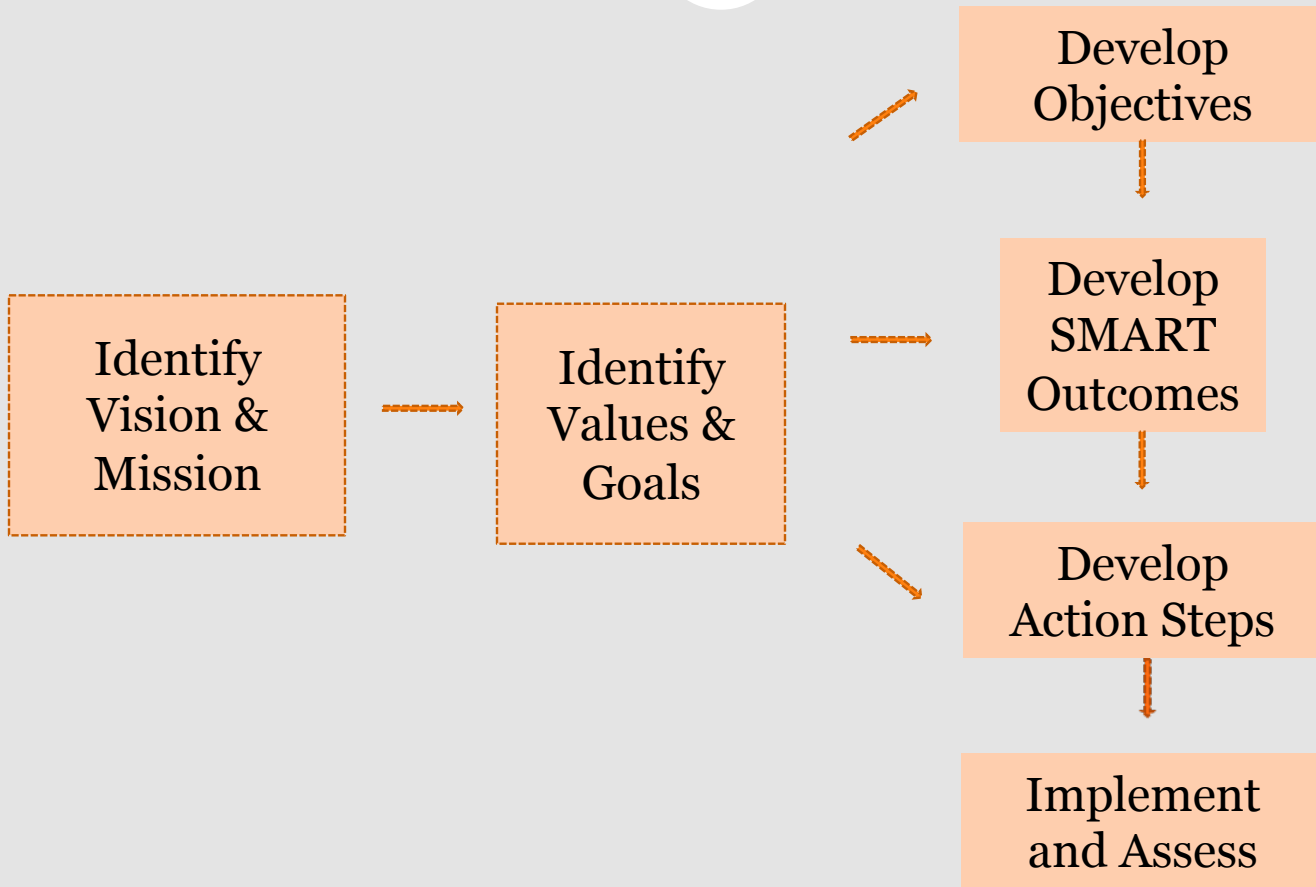 Identify
Vision &
Mission
Identify
Values &
Goals
Develop
Objectives
Develop
SMART
Outcomes
Develop
Action Steps
Implement
and Assess